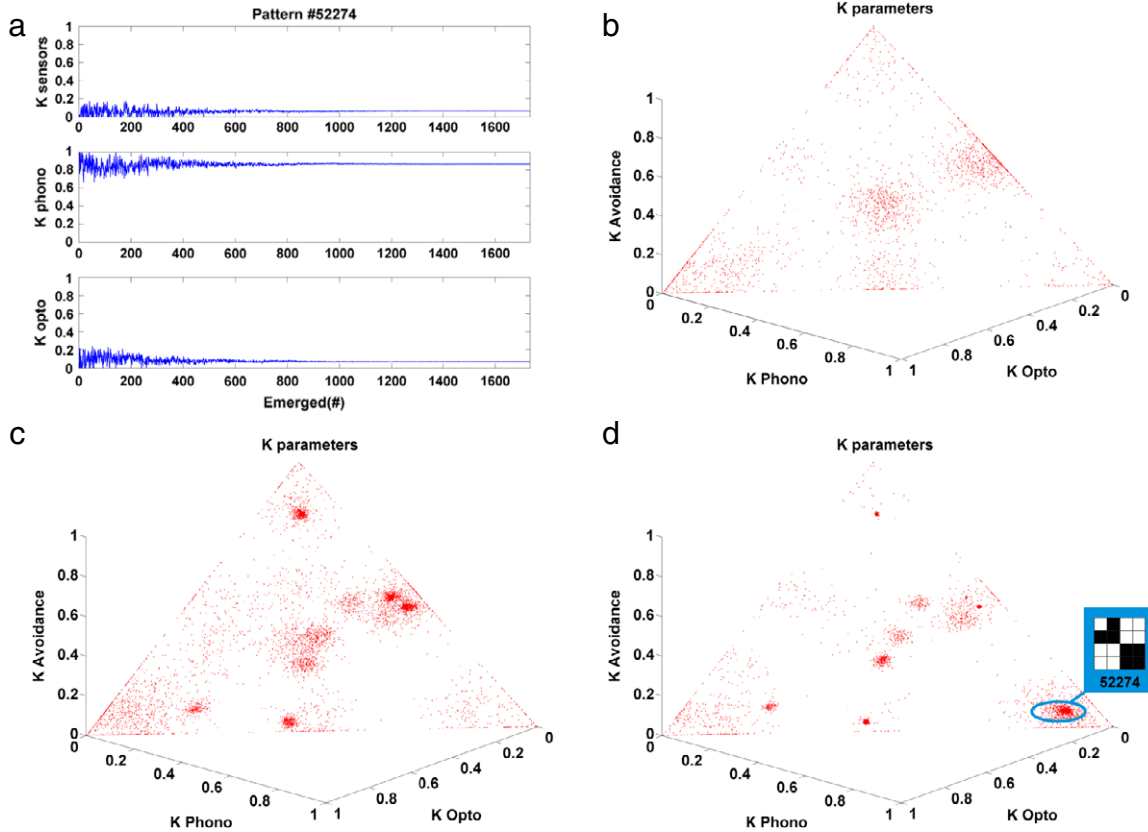 a
Pattern #52274
1
0.8
0.6
0.4
0.2
0
K sensors
0 200 400 600 800 1000 1200 1400 1600
1
0.8
0.6
0.4
0.2
0
K phono
0 200 400 600 800 1000 1200 1400 1600
1
0.8
0.6
0.4
0.2
0
K opto
0 200 400 600 800 1000 1200 1400 1600
Emerged(#)
b
K parameters
1
0.8
0.6
0.4
0.2
0
K Avoidance
0 0.2 0.4 0.6 0.8 1
K Phono
1 0.8 0.6 0.4 0.2 0
K Opto
c
K parameters
1
0.8
0.6
0.4
0.2
0
K Avoidance
0 0.2 0.4 0.6 0.8 1
K Phono
1 0.8 0.6 0.4 0.2 0
K Opto
d
K parameters
1
0.8
0.6
0.4
0.2
0
K Avoidance
0 0.2 0.4 0.6 0.8 1
K Phono
1 0.8 0.6 0.4 0.2 0
K Opto
52274